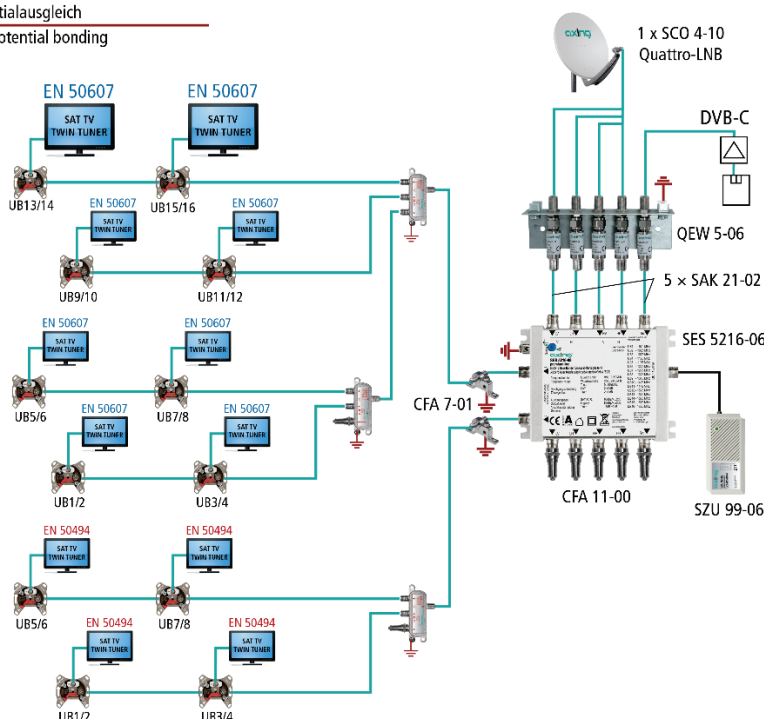 tialausgleich
otential bonding
1 x SCO 4-10
Quattro-LNB
axing
DVB-C
EN 50607
EN 50607
SAT TV
TWIN TUNER
SAT TV
TWIN TUNER
UB13/14
UB15/16
EN 50607
EN 50607
SAT TV
TWIN TUNER
SAT TV
TWIN TUNER
UB9/10
UB11/12
QEW 5-06
5 × SAK 21-02
EN 50607
EN 50607
SAT TV
TWIN TUNER
SAT TV
TWIN TUNER
UB5/6
UB7/8
SES 5216-06
axing
CFA 7-01
EN 50607
EN 50607
SAT TV
TWIN TUNER
SAT TV
TWIN TUNER
UB1/2
UB3/4
CFA 11-00
SZU 99-06
EN 50494
EN 50494
SAT TV
TWIN TUNER
SAT TV
TWIN TUNER
UB5/6
UB7/8
EN 50494
EN 50494
SAT TV
TWIN TUNER
SAT TV
TWIN TUNER
UB1/2
UB3/4